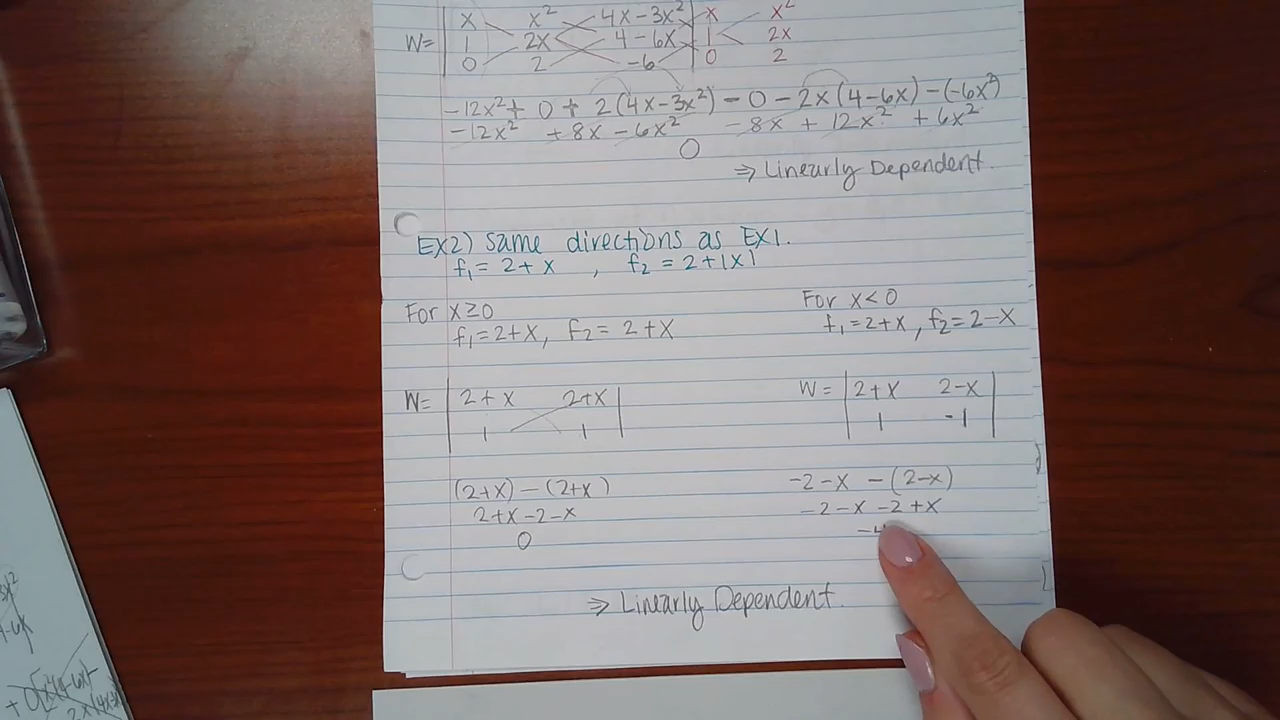 x x² 4x-3x² x x²
W= 1 2x 4-6x 1 2x
0 2 -6 0 2
-12x²+ 0 + 2(4x-3x²) - 0 - 2x(4-6x) - (-6x²)
-12x² +8x-6x² -8x + 12x² + 6x²
0
⇒ Linearly Dependent.
EX2) Same directions as EX1.
f₁ = 2+x , f₂ = 2+|x|
For x≥0
f₁=2+x, f₂= 2+x
W= | 2+x 2+x |
1 1
(2+x)-(2+x)
2+x-2-x
0
For x<0
f₁=2+x, f₂=2-x
W = | 2+x 2-x |
1 -1
-2-x -(2-x)
-2-x -2+x
⇒ Linearly Dependent.
4-6x